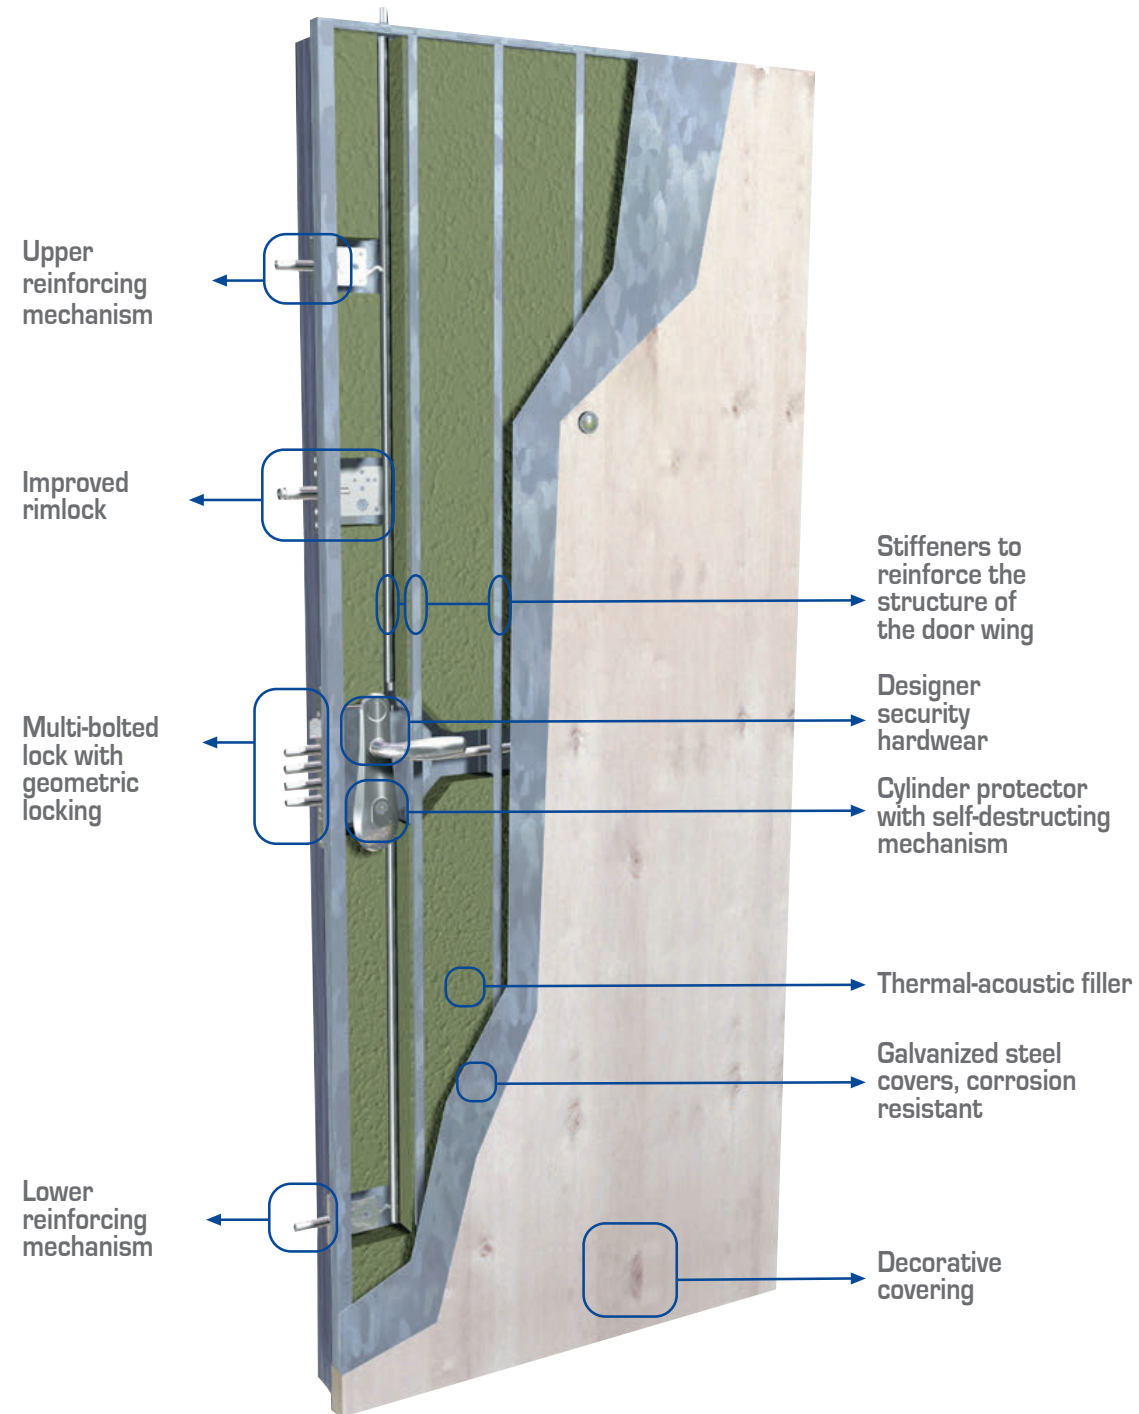 Upper
reinforcing
mechanism
Improved
rimlock
Multi-bolted
lock with
geometric
locking
Lower
reinforcing
mechanism
Stiffeners to
reinforce the
structure of
the door wing
Designer
security
hardwear
Cylinder protector
with self-destructing
mechanism
Thermal-acoustic filler
Galvanized steel
covers, corrosion
resistant
Decorative
covering